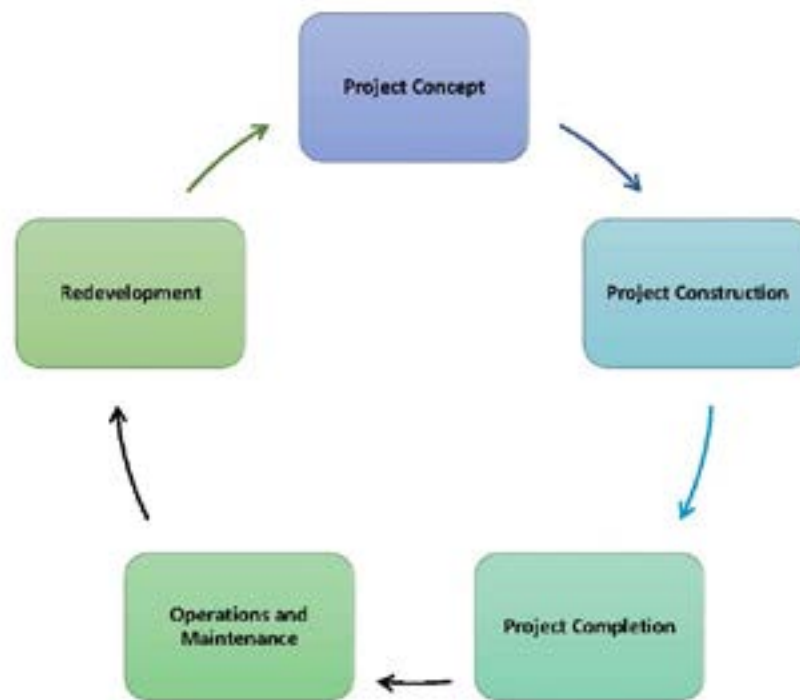 Project Concept
Redevelopment
Project Construction
Operations and
Maintenance
Project Completion